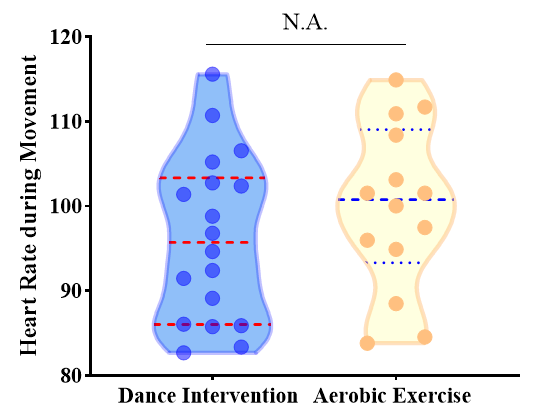 N.A.
120
110
100
90
80
Heart Rate during Movement
Dance Intervention Aerobic Exercise